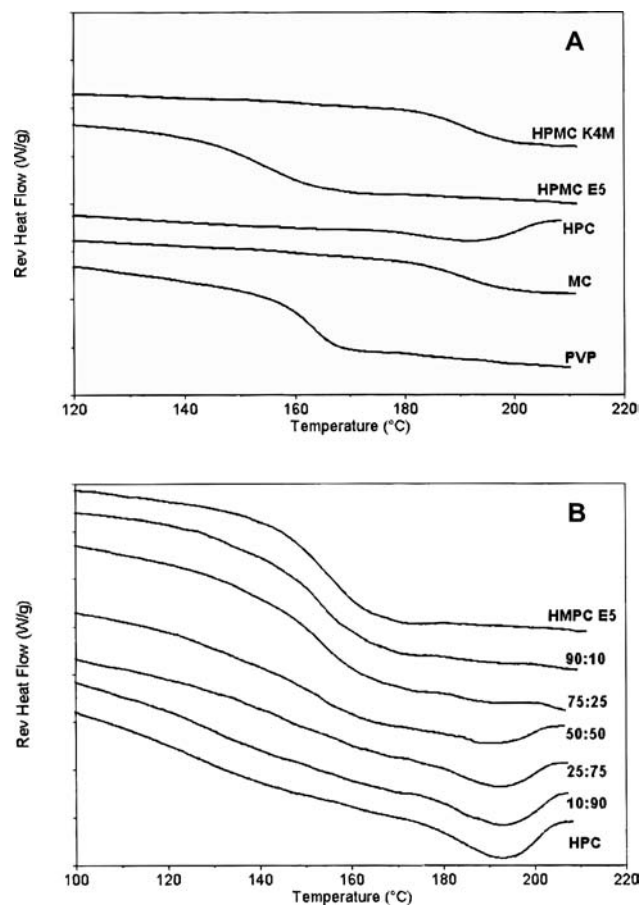 A
Rev Heat Flow (W/g)
HPMC K4M
HPMC E5
HPC
MC
PVP
120 140 160 180 200 220
Temperature (°C)
B
Rev Heat Flow (W/g)
HMPC E5
90:10
75:25
50:50
25:75
10:90
HPC
100 120 140 160 180 200 220
Temperature (°C)